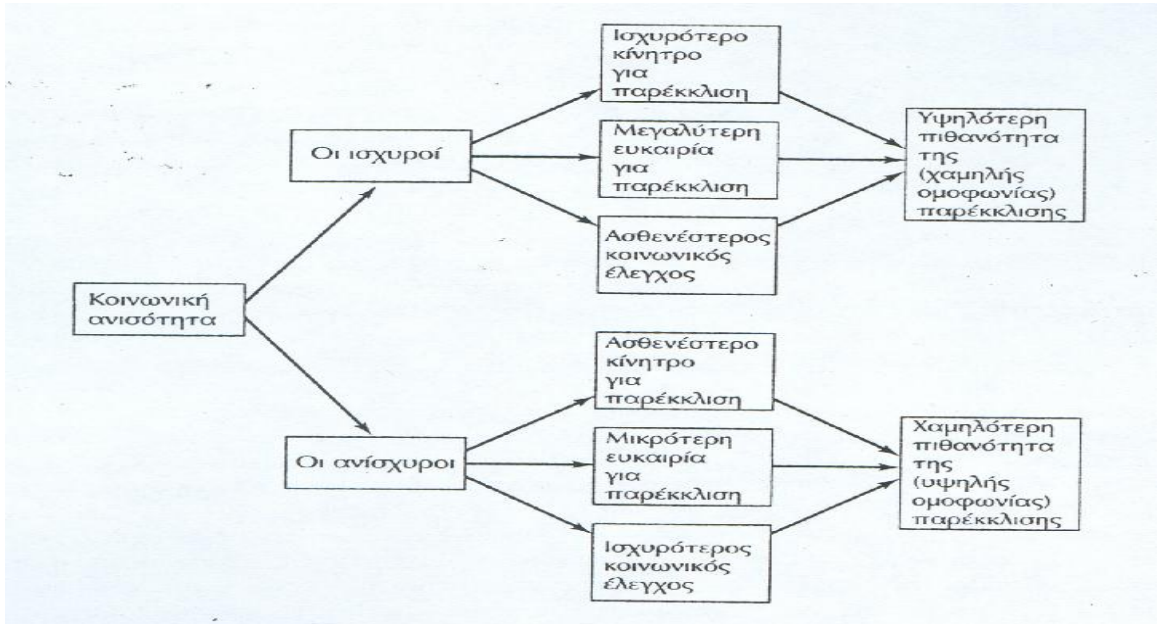 Κοινωνική
ανισότητα
Οι ισχυροί
Ισχυρότερο
κίνητρο
για
παρέκκλιση
Μεγαλύτερη
ευκαιρία
για
παρέκκλιση
Ασθενέστερος
κοινωνικός
έλεγχος
Υψηλότερη
πιθανότητα
της
(χαμηλής
ομοφωνίας)
παρέκκλισης
Οι ανίσχυροι
Ασθενέστερο
κίνητρο
για
παρέκκλιση
Μικρότερη
ευκαιρία
για
παρέκκλιση
Ισχυρότερος
κοινωνικός
έλεγχος
Χαμηλότερη
πιθανότητα
της
(υψηλής
ομοφωνίας)
παρέκκλισης